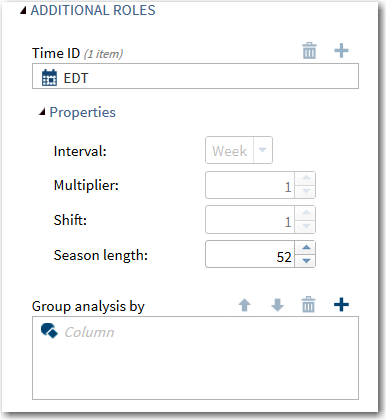 ADDITIONAL ROLES
Time ID (1 item)
EDT
Properties
Interval: Week
Multiplier: 1
Shift: 1
Season length: 52
Group analysis by
Column